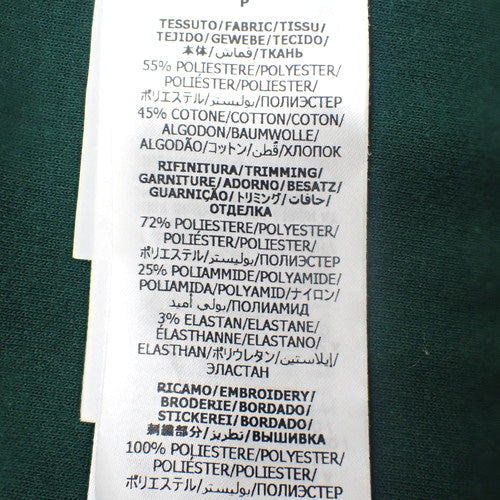 P
TESSUTO/FABRIC/TISSU/
TEJIDO/GEWEBE/TECIDO/
本体/قماش/ТКАНЬ
55% POLIESTERE/POLYESTER/
POLIÉSTER/POLIESTER/
ポリエステル/بوليستر/ПОЛИЭСТЕР
45% COTONE/COTTON/COTON/
ALGODON/BAUMWOLLE/
ALGODÃO/コットン/قُطن/ХЛОПОК
RIFINITURA/TRIMMING/
GARNITURE/ADORNO/BESATZ/
GUARNIÇÃO/トリミング/حافات/
ОТДЕЛКА
72% POLIESTERE/POLYESTER/
POLIÉSTER/POLIESTER/
ポリエステル/بوليستر/ПОЛИЭСТЕР
25% POLIAMMIDE/POLYAMIDE/
POLIAMIDA/POLYAMID/ナイロン/
بولي أميد/ПОЛИАМИД
3% ELASTAN/ELASTANE/
ÉLASTHANNE/ELASTANO/
ELASTHAN/ポリウレタン/إيلاستين/
ЭЛАСТАН
RICAMO/EMBROIDERY/
BRODERIE/BORDADO/
STICKEREI/BORDADO/
刺繍部分/تطريز/ВЫШИВКА
100% POLIESTERE/POLYESTER/
POLIÉSTER/POLIESTER/
ポリエステル/بوليستر/ПОЛИЭСТЕР